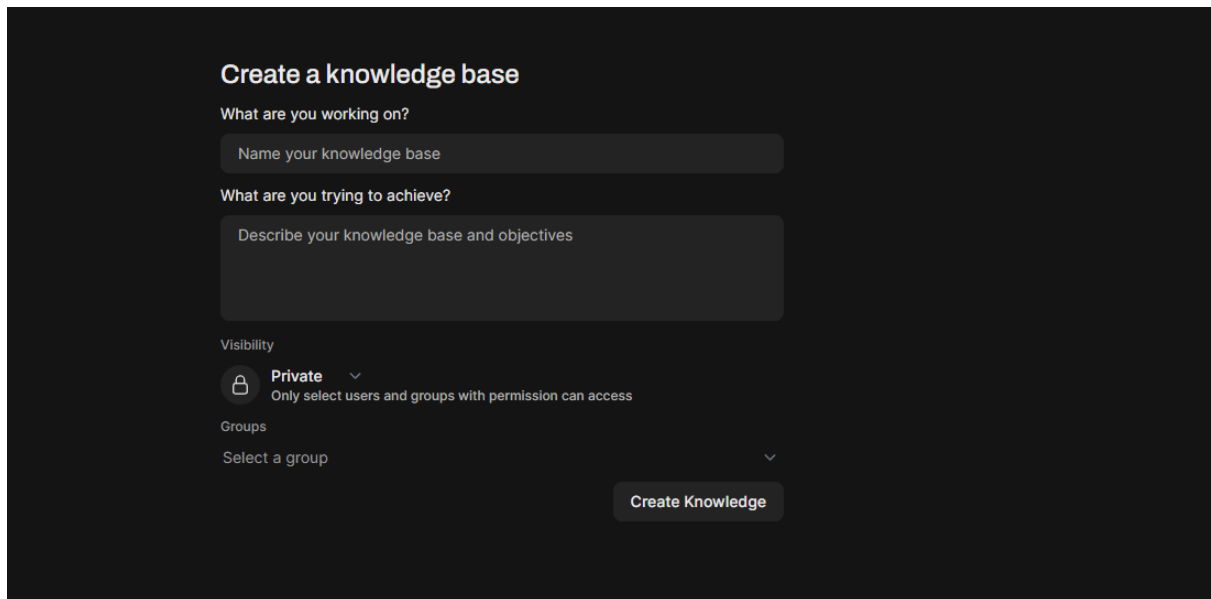 Create a knowledge base
What are you working on?
Name your knowledge base
What are you trying to achieve?
Describe your knowledge base and objectives
Visibility
Private
Only select users and groups with permission can access
Groups
Select a group
Create Knowledge